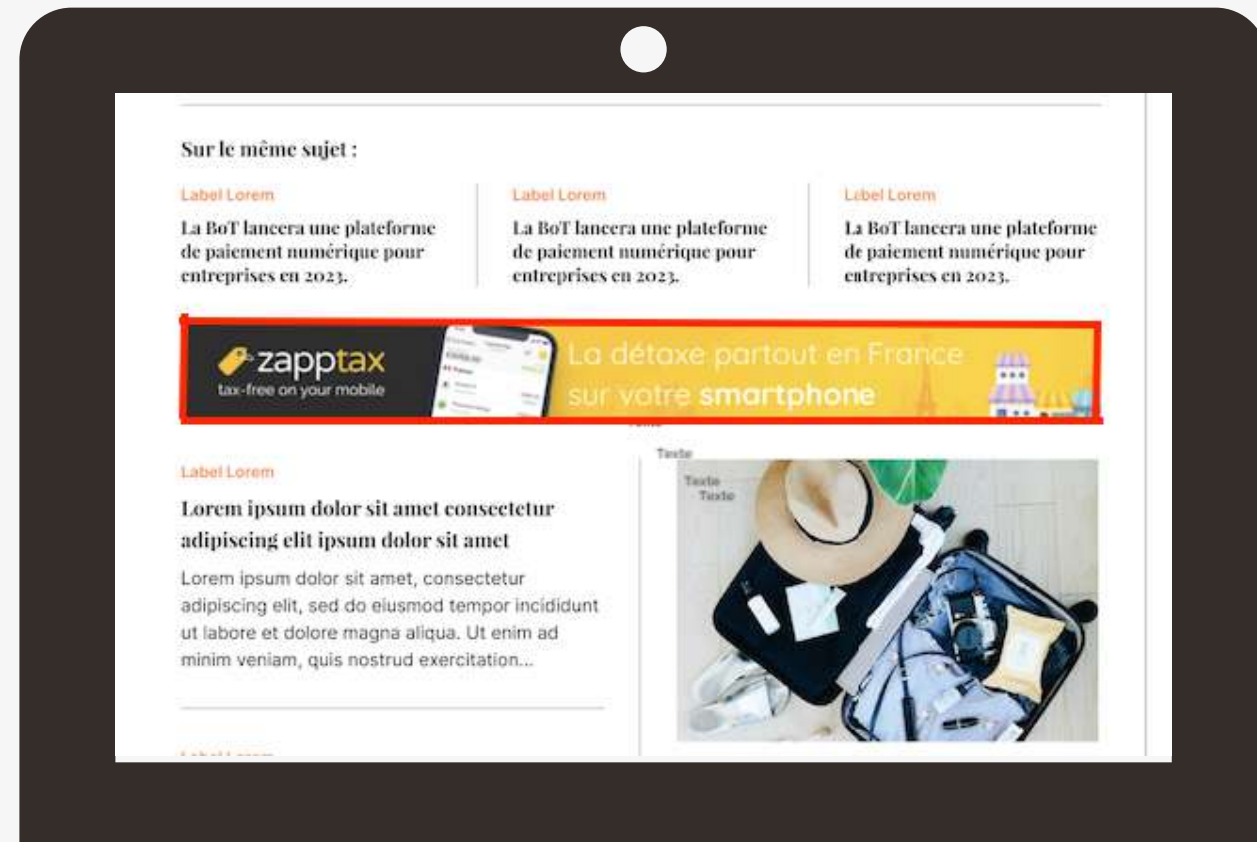 Sur le même sujet :
Label Lorem
La BoT lancera une plateforme
de paiement numérique pour
entreprises en 2023.
Label Lorem
La BoT lancera une plateforme
de paiement numérique pour
entreprises en 2023.
Label Lorem
La BoT lancera une plateforme
de paiement numérique pour
entreprises en 2023.
zapptax
tax-free on your mobile
La détaxe partout en France
sur votre smartphone
Label Lorem
Lorem ipsum dolor sit amet consectetur
adipiscing elit ipsum dolor sit amet
Lorem ipsum dolor sit amet, consectetur
adipiscing elit, sed do eiusmod tempor incididunt
ut labore et dolore magna aliqua. Ut enim ad
minim veniam, quis nostrud exercitation...
Texte
Texte
Texte